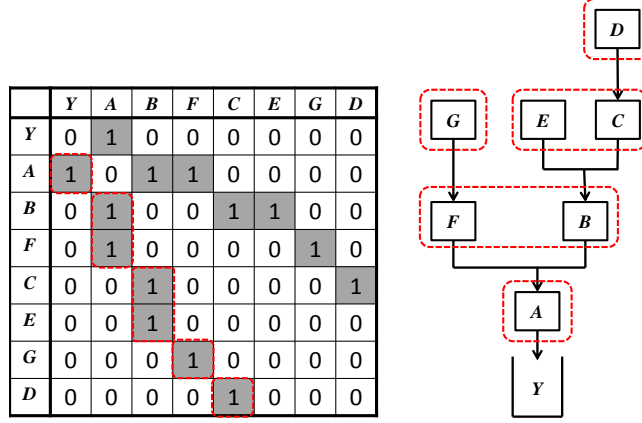 Y A B F C E G D
Y 0 1 0 0 0 0 0 0
A 1 0 1 1 0 0 0 0
B 0 1 0 0 1 1 0 0
F 0 1 0 0 0 0 1 0
C 0 0 1 0 0 0 0 1
E 0 0 1 0 0 0 0 0
G 0 0 0 1 0 0 0 0
D 0 0 0 0 1 0 0 0
D
G E C
F B
A
Y